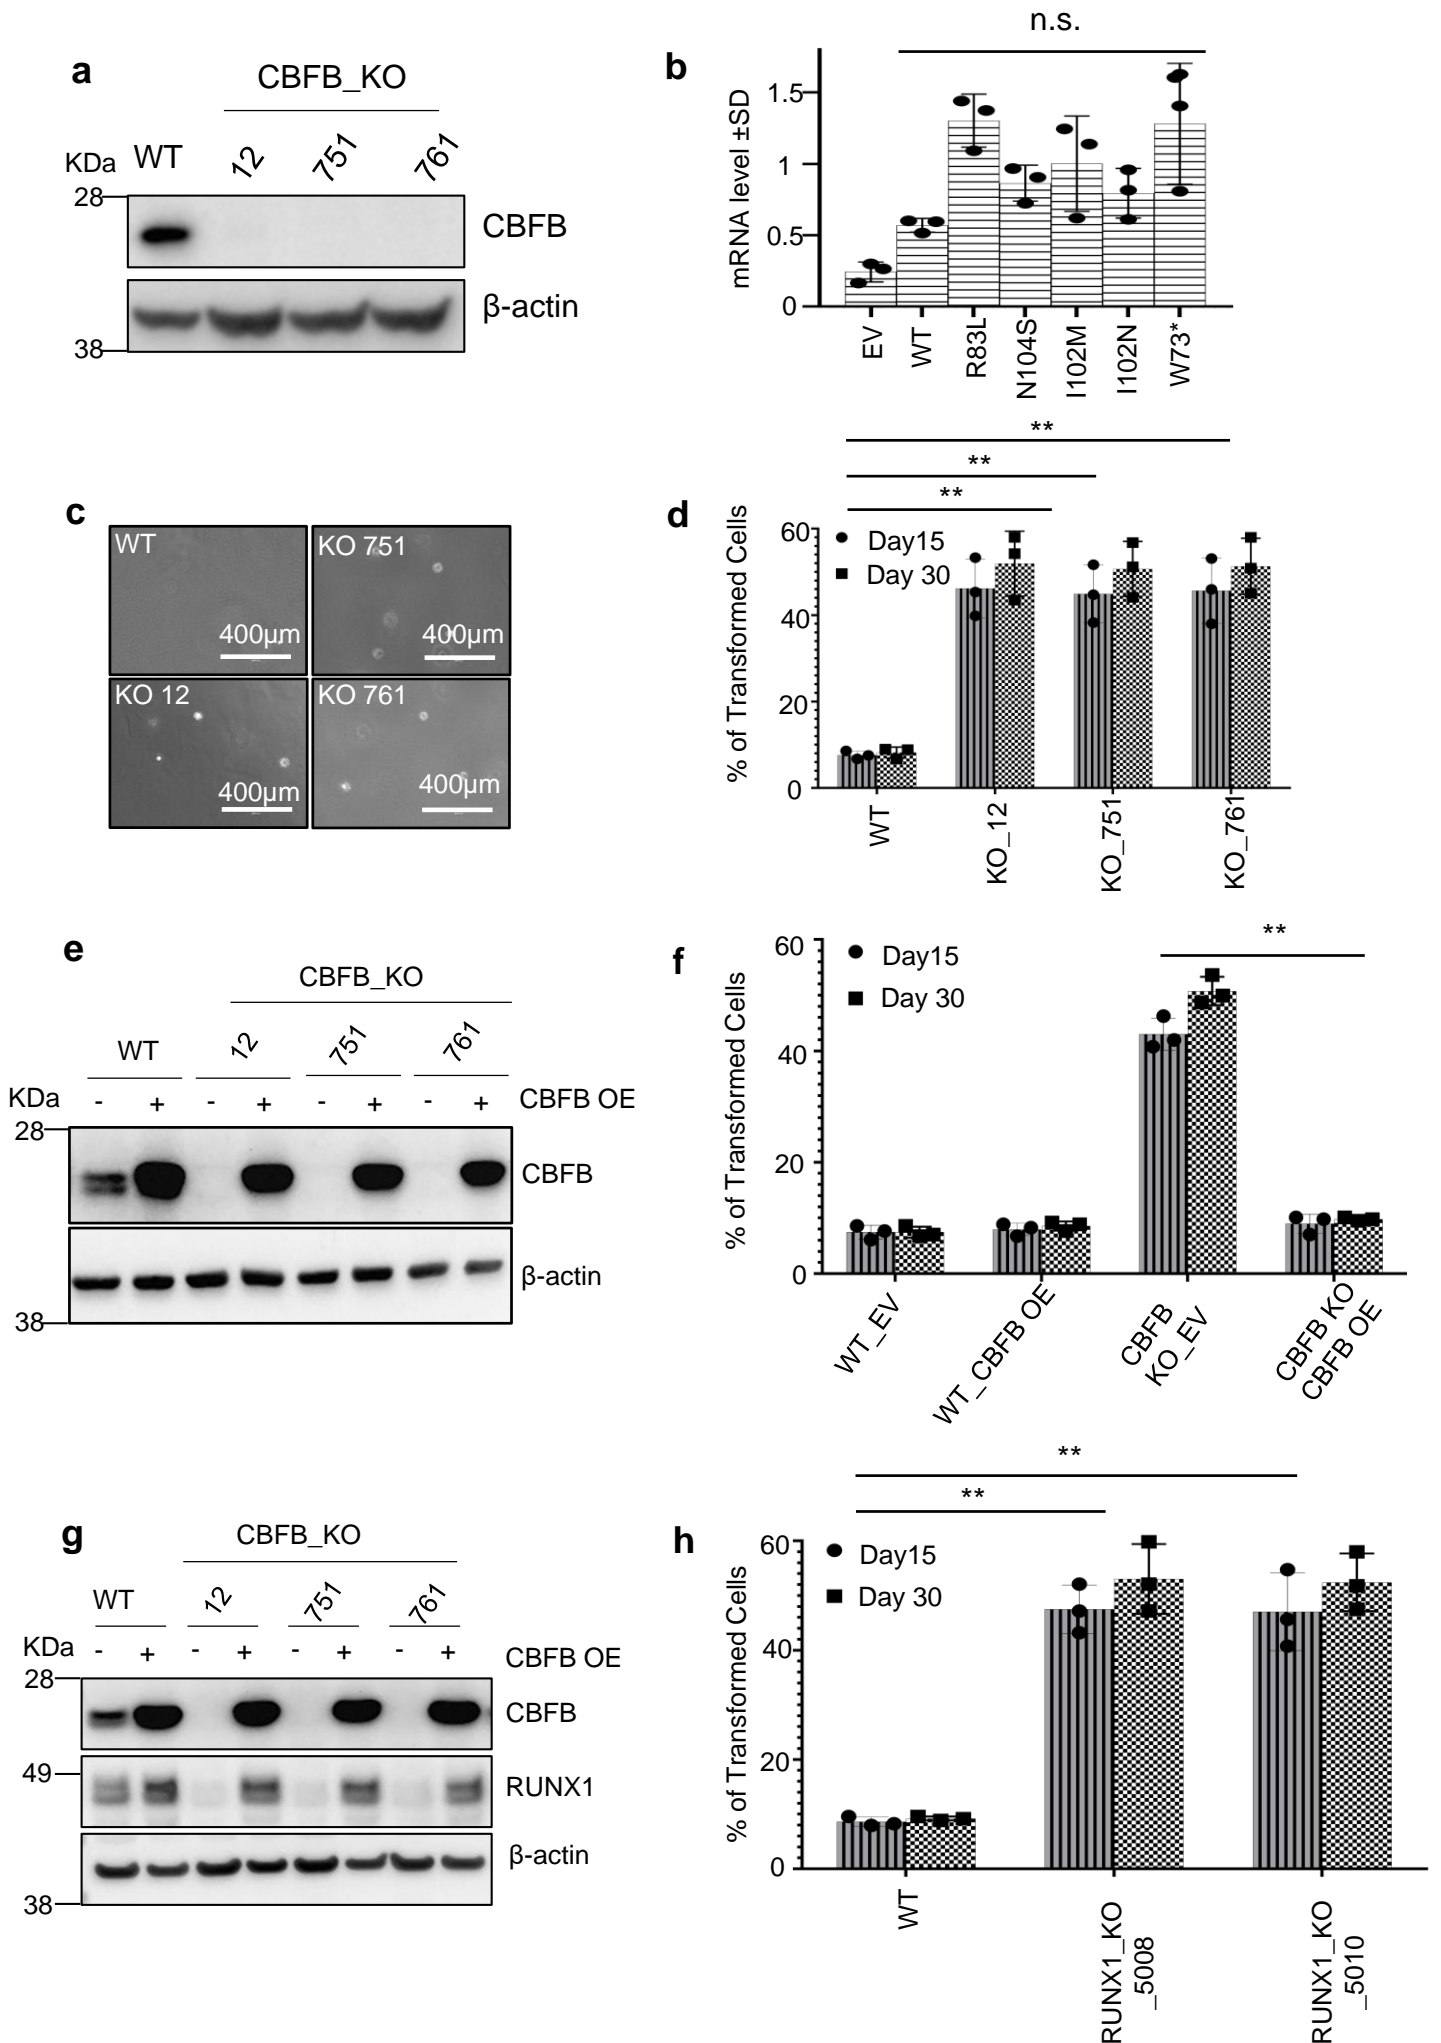 a
CBFB_KO
KDa
WT
12
751
761
28
CBFB
β-actin
38
b
n.s.
mRNA level ±SD
1.5
1
0.5
0
EV
WT
R83L
N104S
I102M
I102N
W73*
c
WT
400µm
KO 751
400µm
KO 12
400µm
KO 761
400µm
d
**
**
**
% of Transformed Cells
60
40
20
0
Day15
Day 30
WT
KO_12
KO_751
KO_761
e
CBFB_KO
WT
12
751
761
KDa
- + - + - + - +
CBFB OE
28
CBFB
β-actin
38
f
**
% of Transformed Cells
60
40
20
0
Day15
Day 30
WT_EV
WT_CBFB OE
CBFB
KO_EV
CBFB KO
CBFB OE
g
CBFB_KO
WT
12
751
761
KDa
- + - + - + - +
CBFB OE
28
CBFB
49
RUNX1
β-actin
38
h
**
**
% of Transformed Cells
60
40
20
0
Day15
Day 30
WT
RUNX1_KO
_5008
RUNX1_KO
_5010